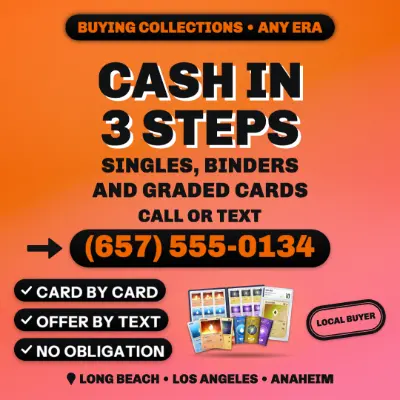 BUYING COLLECTIONS • ANY ERA
CASH IN
3 STEPS
SINGLES, BINDERS
AND GRADED CARDS
CALL OR TEXT
(657) 555-0134
CARD BY CARD
OFFER BY TEXT
NO OBLIGATION
LOCAL BUYER
LONG BEACH • LOS ANGELES • ANAHEIM